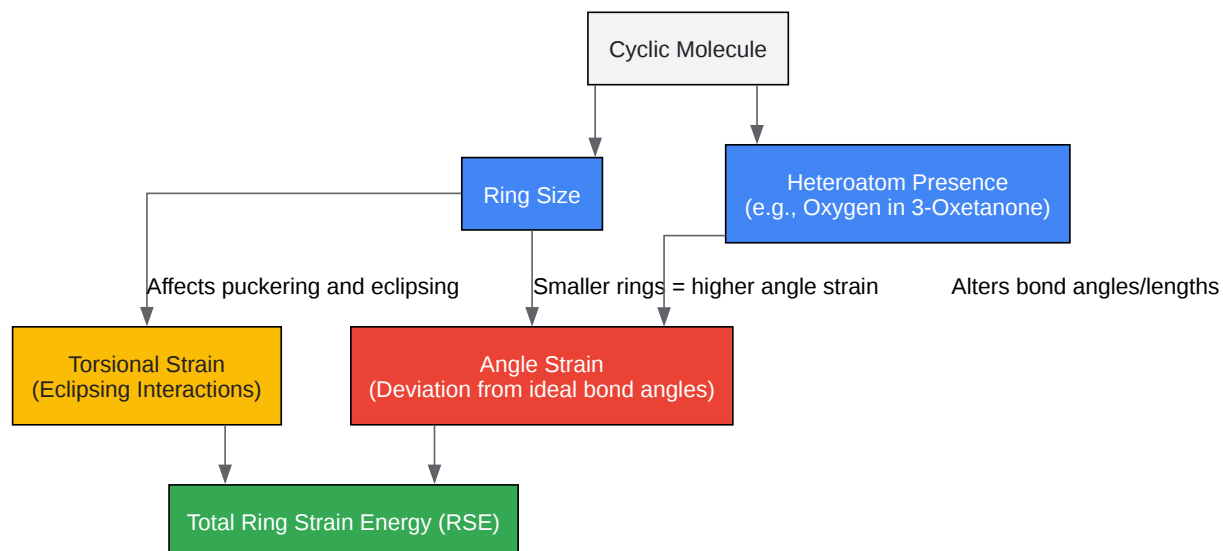 Cyclic Molecule
Ring Size
Heteroatom Presence
(e.g., Oxygen in 3-Oxetanone)
Affects puckering and eclipsing
Smaller rings = higher angle strain
Alters bond angles/lengths
Torsional Strain
(Eclipsing Interactions)
Angle Strain
(Deviation from ideal bond angles)
Total Ring Strain Energy (RSE)